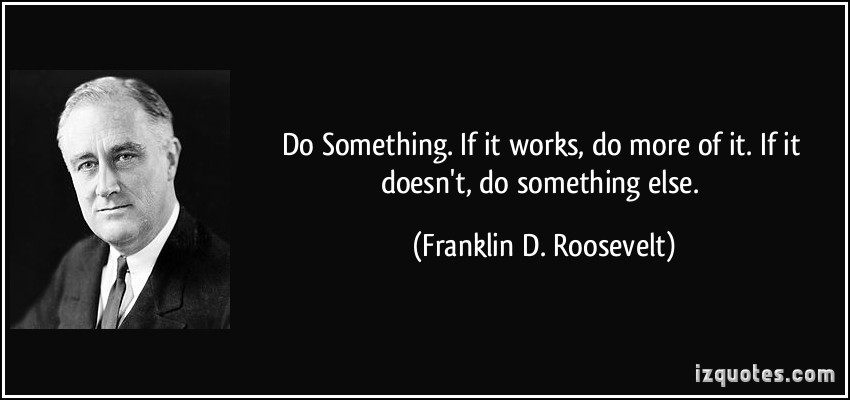 Do Something. If it works, do more of it. If it
doesn't, do something else.
(Franklin D. Roosevelt)
izquotes.com